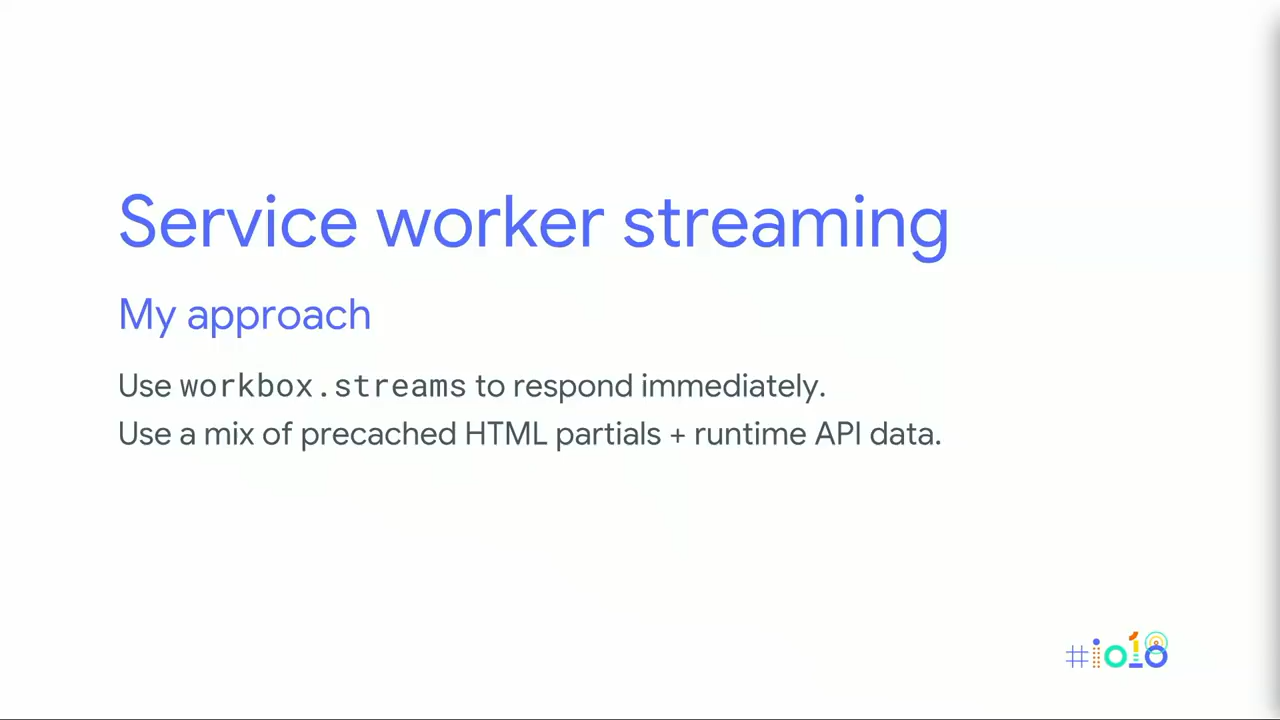 Service worker streaming
My approach
Use workbox.streams to respond immediately.
Use a mix of precached HTML partials + runtime API data.
#io18